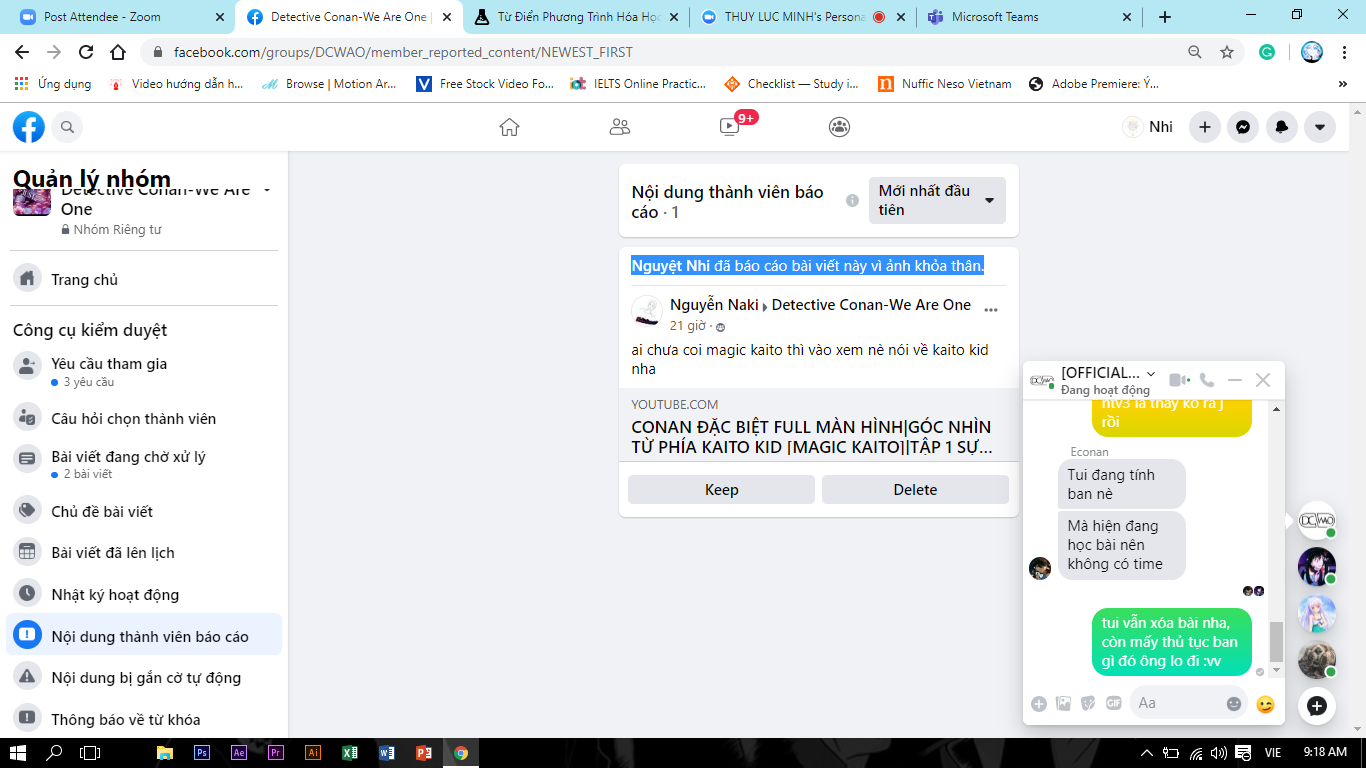 Post Attendee - Zoom
Detective Conan-We Are One |
Từ Điển Phương Trình Hóa Học
THUY LUC MINH's Persona
Microsoft Teams
facebook.com/groups/DCWAO/member_reported_content/NEWEST_FIRST
Ứng dụng
Video hướng dẫn h...
Browse | Motion Ar...
Free Stock Video Fo...
IELTS Online Practic...
Checklist — Study i...
Nuffic Neso Vietnam
Adobe Premiere: Ý...
»
9+
Nhi
Quản lý nhóm
Detective Conan-We Are
One
Nhóm Riêng tư
Trang chủ
Công cụ kiểm duyệt
Yêu cầu tham gia
3 yêu cầu
Câu hỏi chọn thành viên
Bài viết đang chờ xử lý
2 bài viết
Chủ đề bài viết
Bài viết đã lên lịch
Nhật ký hoạt động
Nội dung thành viên báo cáo
Nội dung bị gắn cờ tự động
Thông báo về từ khóa
Nội dung thành viên báo
cáo · 1
Mới nhất đầu
tiên
Nguyệt Nhi đã báo cáo bài viết này vì ảnh khỏa thân.
Nguyễn Naki Detective Conan-We Are One
21 giờ ·
ai chưa coi magic kaito thì vào xem nè nói về kaito kid
nha
YOUTUBE.COM
CONAN ĐẶC BIỆT FULL MÀN HÌNH|GÓC NHÌN
TỪ PHÍA KAITO KID [MAGIC KAITO]|TẬP 1 SỰ...
Keep
Delete
[OFFICIAL...
Đang hoạt động
htv3 là thấy ko ra j
rồi
Econan
Tui đang tính
ban nè
Mà hiện đang
học bài nên
không có time
tui vẫn xóa bài nha,
còn mấy thủ tục ban
gì đó ông lo đi :vv
GIF
Aa
Ps
Ae
Pr
Ai
VIE
9:18 AM